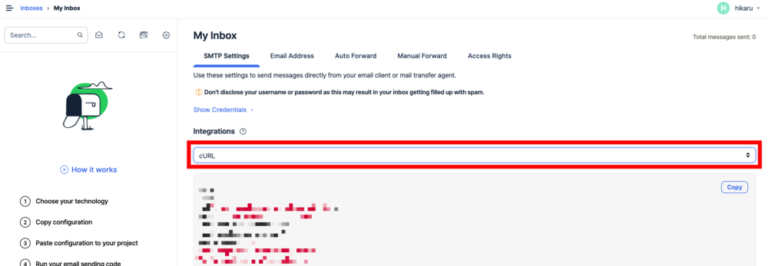 Inboxes › My Inbox
H hikaru
Search...
My Inbox
Total messages sent: 0
SMTP Settings Email Address Auto Forward Manual Forward Access Rights
Use these settings to send messages directly from your email client or mail transfer agent.
Don't disclose your username or password as this may result in your inbox getting filled up with spam.
Show Credentials
Integrations ?
cURL
Copy
How it works
1 Choose your technology
2 Copy configuration
3 Paste configuration to your project
4 Run your email sending code